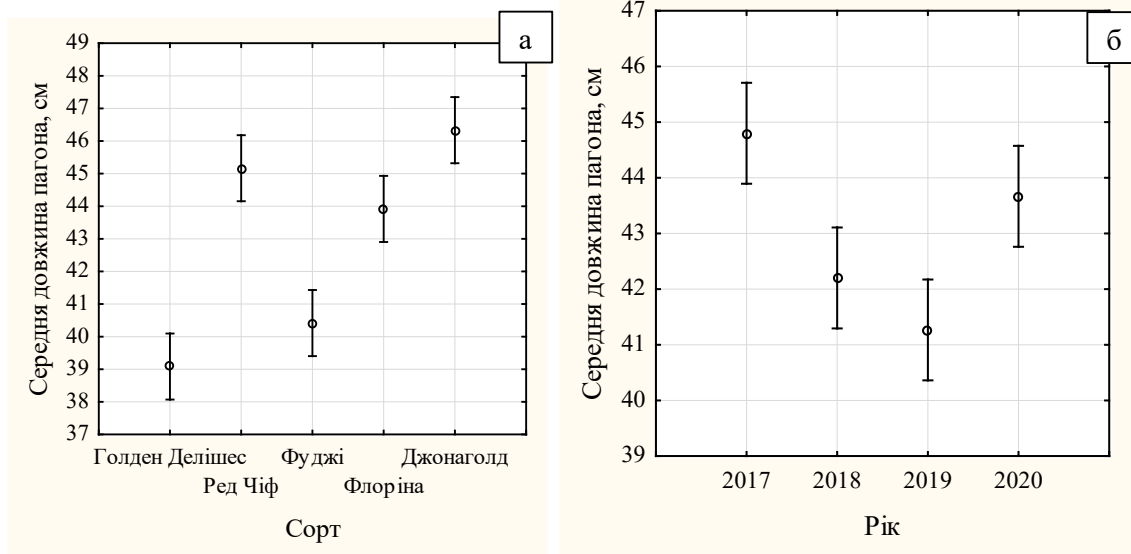 а
Середня довжина пагона, см
49
48
47
46
45
44
43
42
41
40
39
38
37
Голден Делішес
Фуджі
Джонаголд
Ред Чіф
Флоріна
Сорт
б
Середня довжина пагона, см
47
46
45
44
43
42
41
40
39
2017
2018
2019
2020
Рік